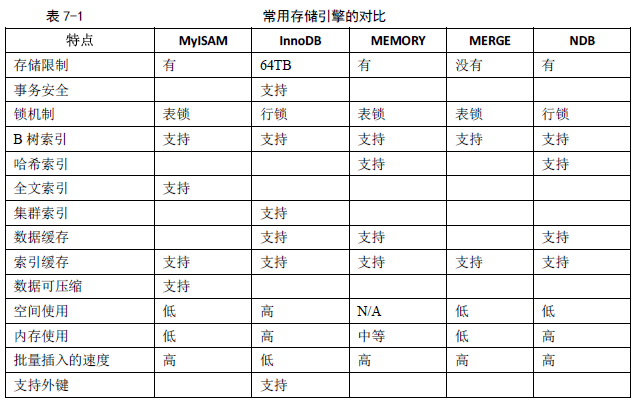 表 7-1 常用存储引擎的对比
特点 MyISAM InnoDB MEMORY MERGE NDB
存储限制 有 64TB 有 没有 有
事务安全 支持
锁机制 表锁 行锁 表锁 表锁 行锁
B 树索引 支持 支持 支持 支持 支持
哈希索引 支持 支持
全文索引 支持
集群索引 支持
数据缓存 支持 支持 支持
索引缓存 支持 支持 支持 支持 支持
数据可压缩 支持
空间使用 低 高 N/A 低 低
内存使用 低 高 中等 低 高
批量插入的速度 高 低 高 高 高
支持外键 支持